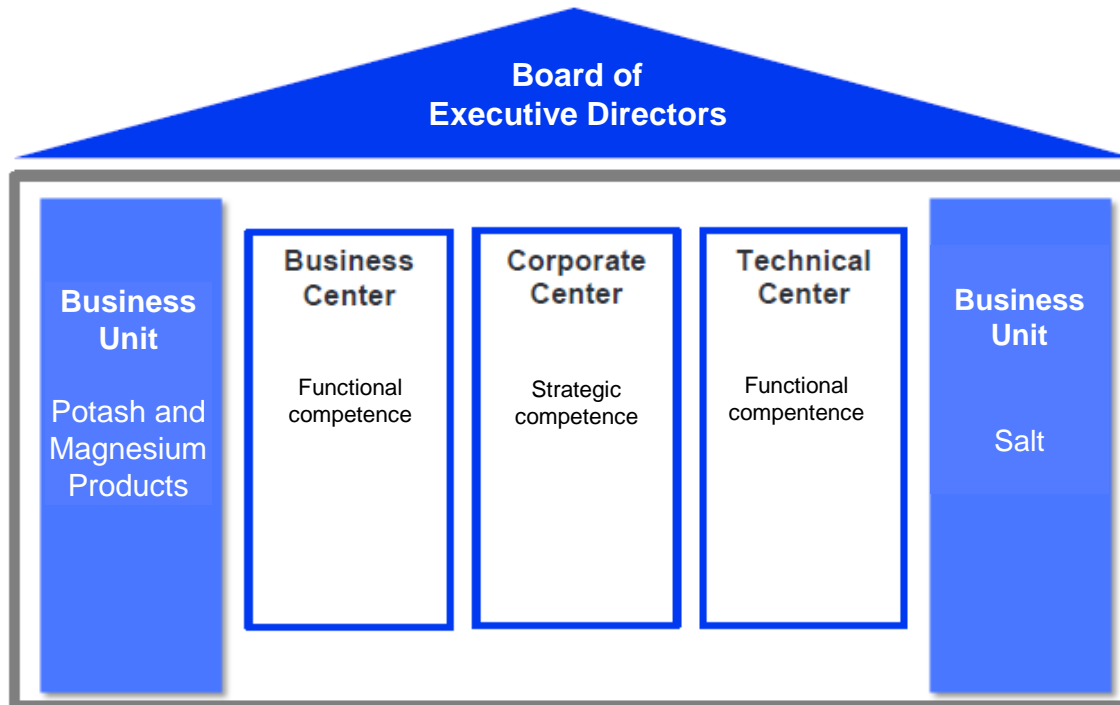 Board of
Executive Directors
Business
Unit
Potash and
Magnesium
Products
Business
Center
Functional
competence
Corporate
Center
Strategic
competence
Technical
Center
Functional
compentence
Business
Unit
Salt